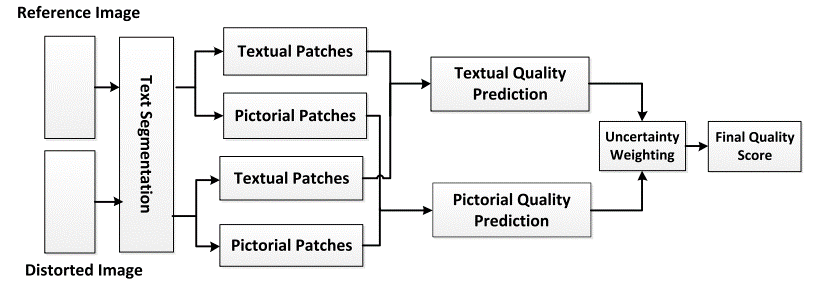 Reference Image
Text Segmentation
Textual Patches
Pictorial Patches
Textual Patches
Pictorial Patches
Distorted Image
Textual Quality
Prediction
Pictorial Quality
Prediction
Uncertainty
Weighting
Final Quality
Score